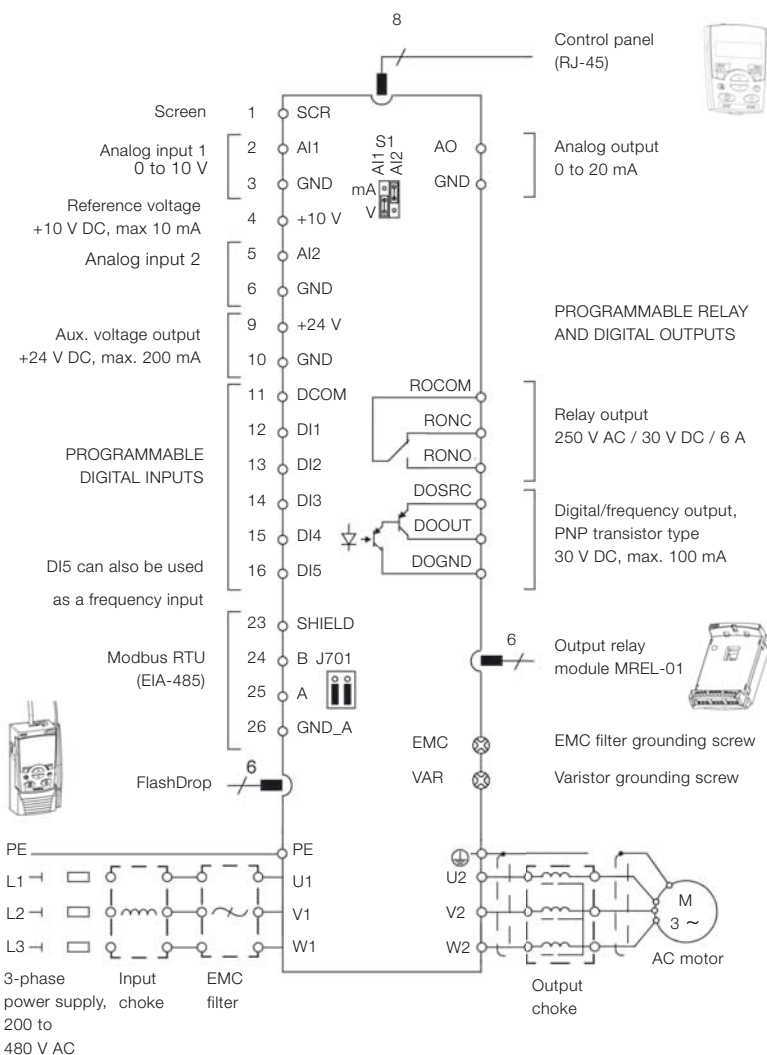 8
Control panel
(RJ-45)
Screen 1 SCR
Analog input 1
0 to 10 V
2 AI1
3 GND
S1
AI1
AI2
mA
V
AO
GND
Analog output
0 to 20 mA
Reference voltage
+10 V DC, max 10 mA
4 +10 V
Analog input 2
5 AI2
6 GND
Aux. voltage output
+24 V DC, max. 200 mA
9 +24 V
10 GND
PROGRAMMABLE RELAY
AND DIGITAL OUTPUTS
PROGRAMMABLE
DIGITAL INPUTS
11 DCOM
12 DI1
13 DI2
14 DI3
15 DI4
16 DI5
DI5 can also be used
as a frequency input
ROCOM
RONC
RONO
Relay output
250 V AC / 30 V DC / 6 A
DOSRC
DOOUT
DOGND
Digital/frequency output,
PNP transistor type
30 V DC, max. 100 mA
Modbus RTU
(EIA-485)
23 SHIELD
24 B J701
25 A
26 GND_A
6
Output relay
module MREL-01
EMC EMC filter grounding screw
VAR Varistor grounding screw
FlashDrop
6
PE PE
L1 U1 U2
L2 V1 V2
L3 W1 W2
M
3 ~
AC motor
3-phase
power supply,
200 to
480 V AC
Input
choke
EMC
filter
Output
choke